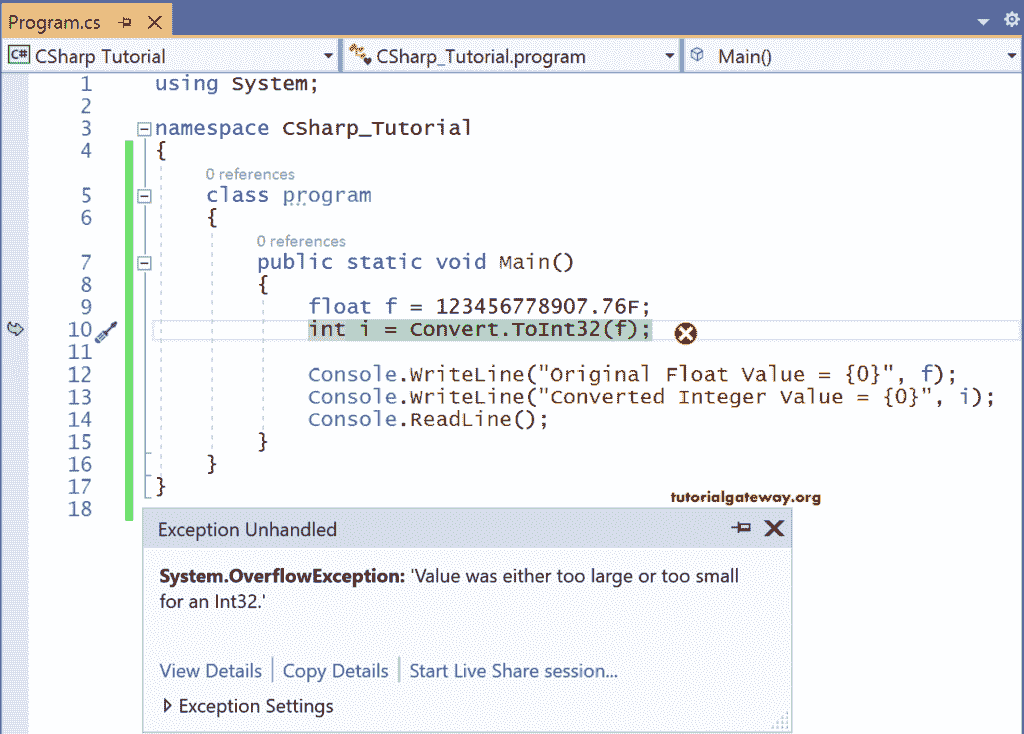 Program.cs
C# CSharp Tutorial CSharp_Tutorial.program Main()
1 using System;
2
3 namespace CSharp_Tutorial
4 {
0 references
5 class program
6 {
0 references
7 public static void Main()
8 {
9 float f = 123456778907.76F;
10 int i = Convert.ToInt32(f);
11
12 Console.WriteLine("Original Float Value = {0}", f);
13 Console.WriteLine("Converted Integer Value = {0}", i);
14 Console.ReadLine();
15 }
16 }
17 }
18
tutorialgateway.org
Exception Unhandled
System.OverflowException: 'Value was either too large or too small
for an Int32.'
View Details Copy Details Start Live Share session...
Exception Settings